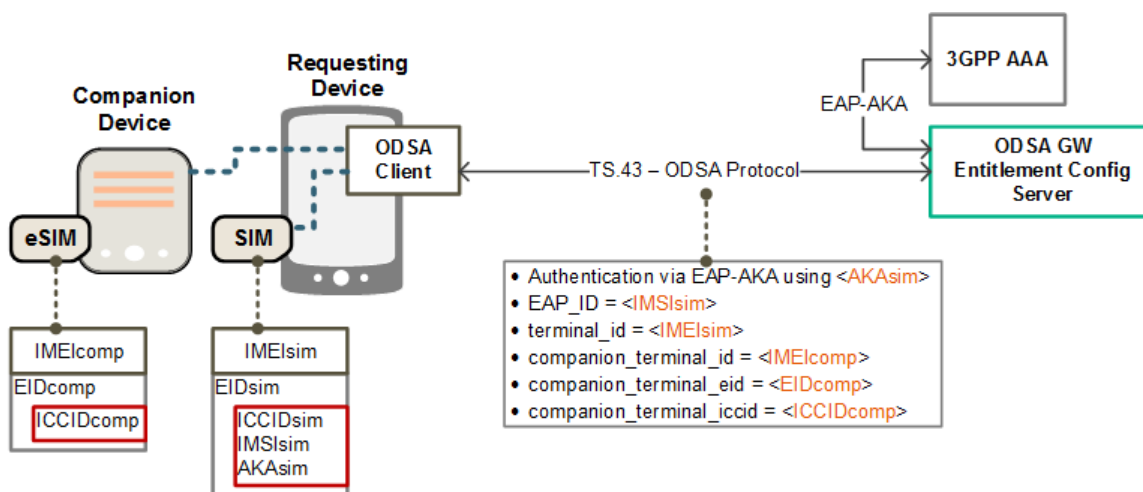 Requesting
Device
Companion
Device
3GPP AAA
EAP-AKA
ODSA
Client
TS.43 – ODSA Protocol
ODSA GW
Entitlement Config
Server
eSIM
SIM
• Authentication via EAP-AKA using <AKAsim>
• EAP_ID = <IMSIsim>
• terminal_id = <IMEIsim>
• companion_terminal_id = <IMEIcomp>
• companion_terminal_eid = <EIDcomp>
• companion_terminal_iccid = <ICCIDcomp>
IMEIcomp
EIDcomp
ICCIDcomp
IMEIsim
EIDsim
ICCIDsim
IMSIsim
AKAsim